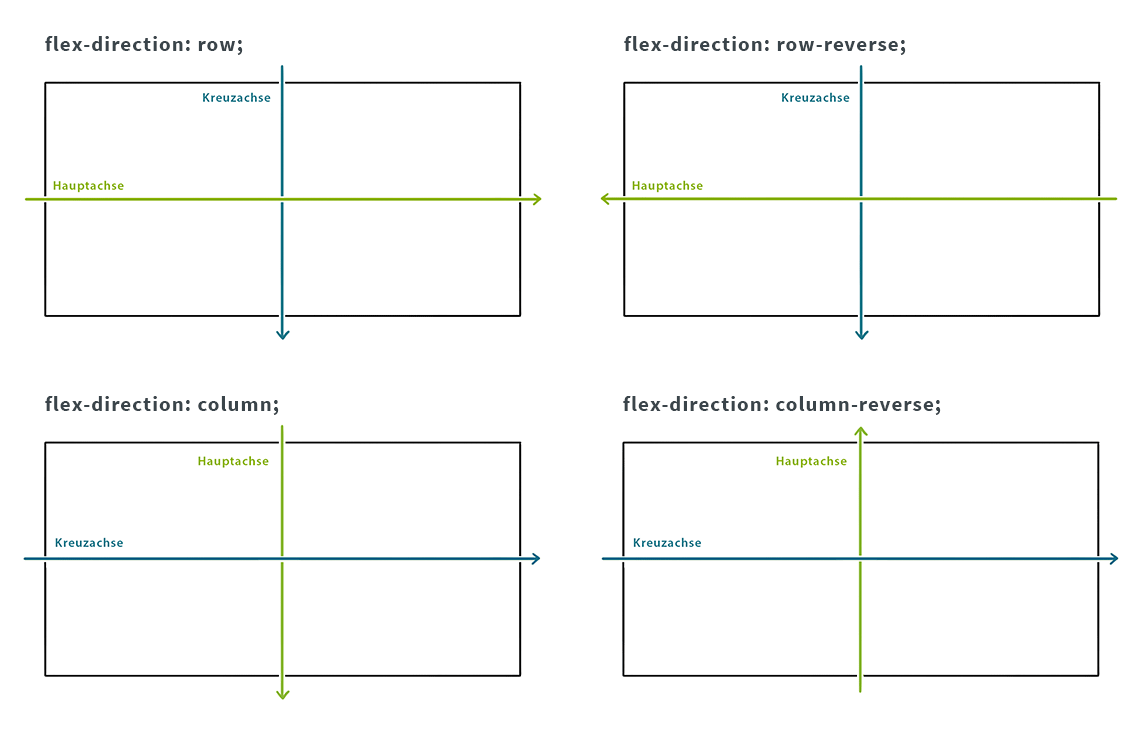 flex-direction: row;
Kreuzachse
Hauptachse
flex-direction: row-reverse;
Kreuzachse
Hauptachse
flex-direction: column;
Hauptachse
Kreuzachse
flex-direction: column-reverse;
Hauptachse
Kreuzachse